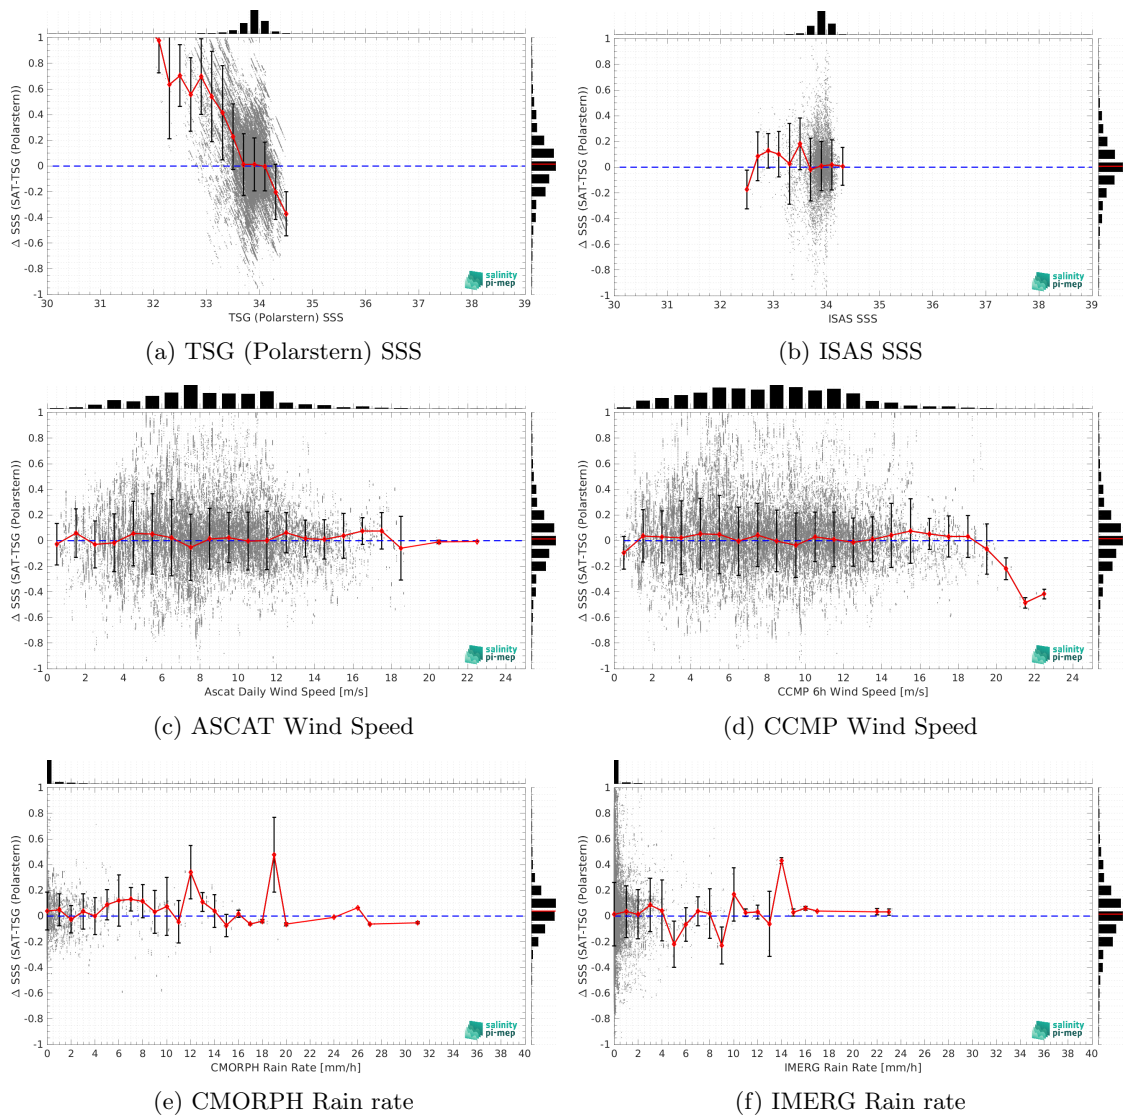 1
0.8
0.6
0.4
0.2
0
-0.2
-0.4
-0.6
-0.8
-1
Δ SSS (SAT-TSG (Polarstern))
30 31 32 33 34 35 36 37 38 39
TSG (Polarstern) SSS
salinity
pi-mep
(a) TSG (Polarstern) SSS
1
0.8
0.6
0.4
0.2
0
-0.2
-0.4
-0.6
-0.8
-1
Δ SSS (SAT-TSG (Polarstern))
30 31 32 33 34 35 36 37 38 39
ISAS SSS
salinity
pi-mep
(b) ISAS SSS
1
0.8
0.6
0.4
0.2
0
-0.2
-0.4
-0.6
-0.8
-1
Δ SSS (SAT-TSG (Polarstern))
0 2 4 6 8 10 12 14 16 18 20 22 24
Ascat Daily Wind Speed [m/s]
salinity
pi-mep
(c) ASCAT Wind Speed
1
0.8
0.6
0.4
0.2
0
-0.2
-0.4
-0.6
-0.8
-1
Δ SSS (SAT-TSG (Polarstern))
0 2 4 6 8 10 12 14 16 18 20 22 24
CCMP 6h Wind Speed [m/s]
salinity
pi-mep
(d) CCMP Wind Speed
1
0.8
0.6
0.4
0.2
0
-0.2
-0.4
-0.6
-0.8
-1
Δ SSS (SAT-TSG (Polarstern))
0 2 4 6 8 10 12 14 16 18 20 22 24 26 28 30 32 34 36 38 40
CMORPH Rain Rate [mm/h]
salinity
pi-mep
(e) CMORPH Rain rate
1
0.8
0.6
0.4
0.2
0
-0.2
-0.4
-0.6
-0.8
-1
Δ SSS (SAT-TSG (Polarstern))
0 2 4 6 8 10 12 14 16 18 20 22 24 26 28 30 32 34 36 38 40
IMERG Rain Rate [mm/h]
salinity
pi-mep
(f) IMERG Rain rate